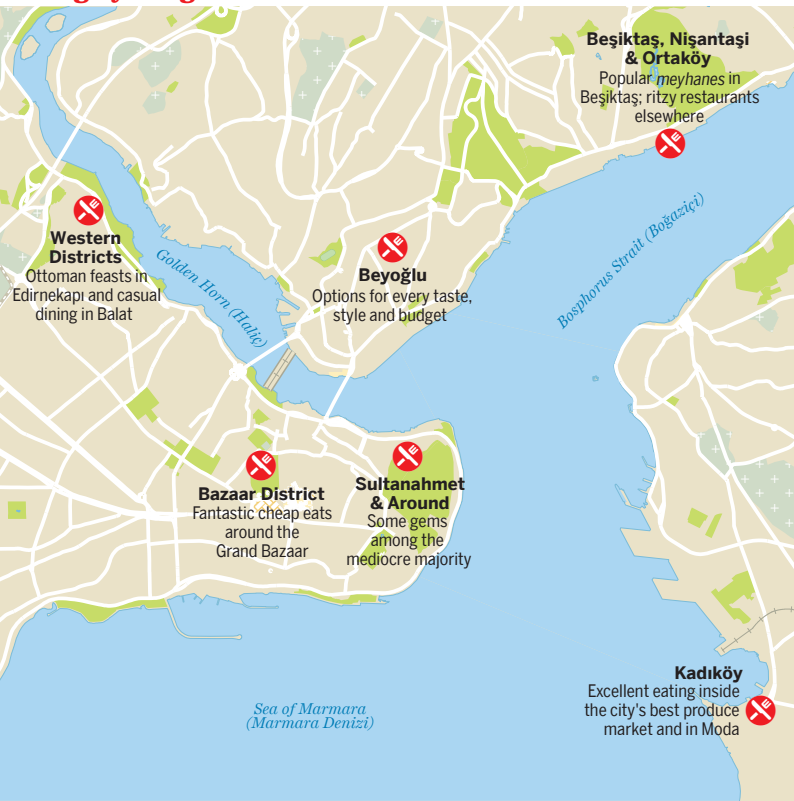 Beşiktaş, Nişantaşi
& Ortaköy
Popular meyhanes in
Beşiktaş; ritzy restaurants
elsewhere
Western
Districts
Ottoman feasts in
Edirnekapı and casual
dining in Balat
Golden Horn (Haliç)
Beyoğlu
Options for every taste,
style and budget
Bosphorus Strait (Boğaziçi)
Bazaar District
Fantastic cheap eats
around the
Grand Bazaar
Sultanahmet
& Around
Some gems
among the
mediocre majority
Kadıköy
Excellent eating inside
the city's best produce
market and in Moda
Sea of Marmara
(Marmara Denizi)